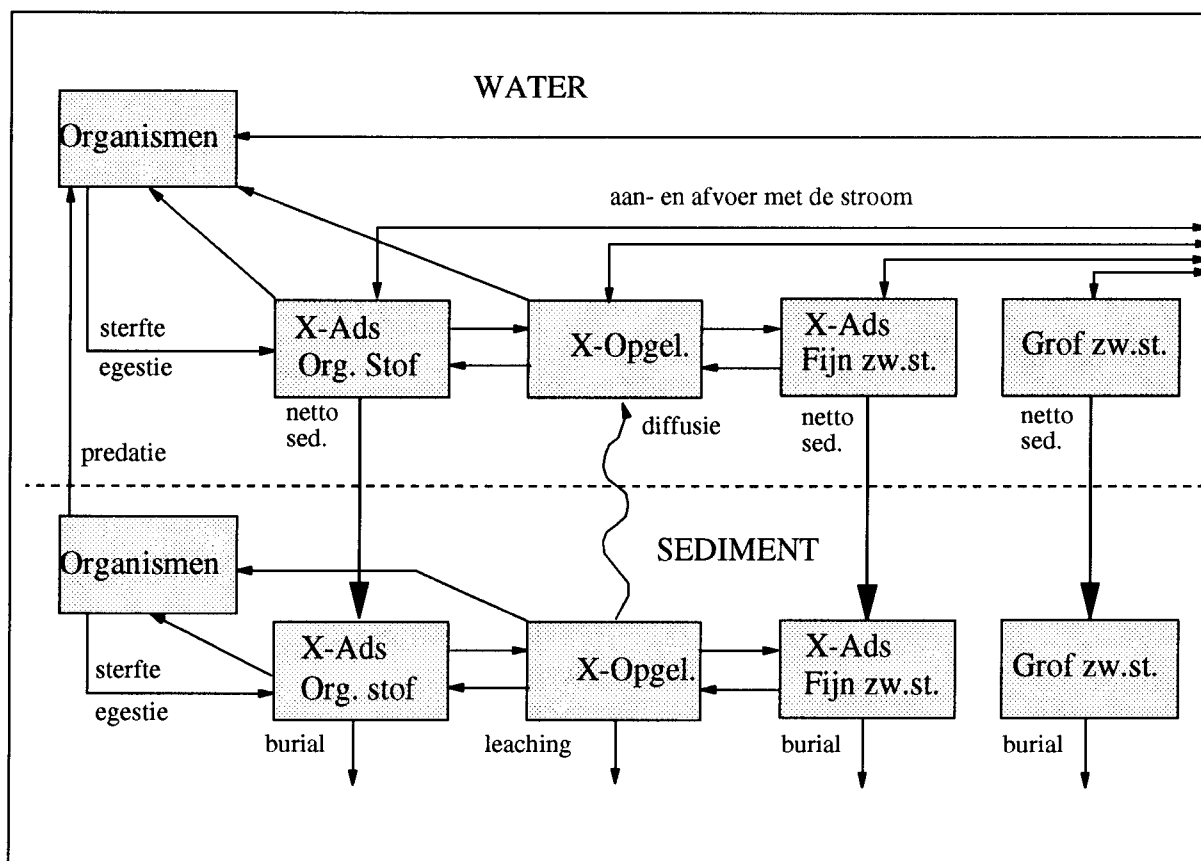 WATER
Organismen
aan- en afvoer met de stroom
sterfte
egestie
X-Ads
Org. Stof
X-Opgel.
X-Ads
Fijn zw.st.
Grof zw.st.
netto
sed.
diffusie
netto
sed.
netto
sed.
predatie
SEDIMENT
Organismen
sterfte
egestie
X-Ads
Org. stof
X-Opgel.
X-Ads
Fijn zw.st.
Grof zw.st.
burial
leaching
burial
burial